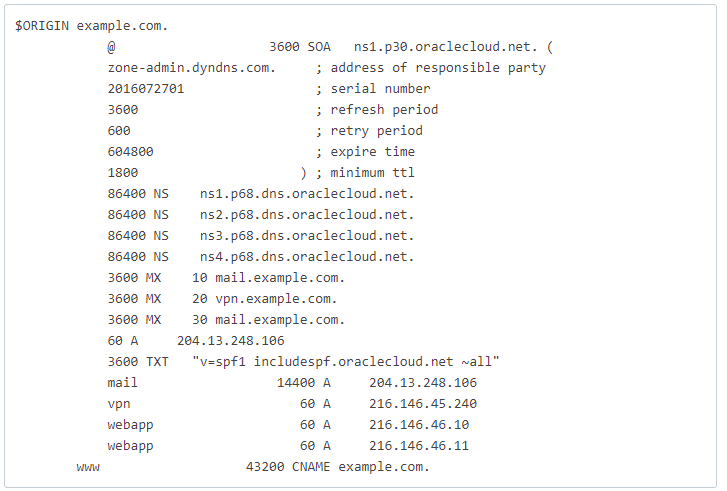 $ORIGIN example.com.
@ 3600 SOA ns1.p30.oraclecloud.net. (
zone-admin.dyndns.com. ; address of responsible party
2016072701 ; serial number
3600 ; refresh period
600 ; retry period
604800 ; expire time
1800 ) ; minimum ttl
86400 NS ns1.p68.dns.oraclecloud.net.
86400 NS ns2.p68.dns.oraclecloud.net.
86400 NS ns3.p68.dns.oraclecloud.net.
86400 NS ns4.p68.dns.oraclecloud.net.
3600 MX 10 mail.example.com.
3600 MX 20 vpn.example.com.
3600 MX 30 mail.example.com.
60 A 204.13.248.106
3600 TXT "v=spf1 includespf.oraclecloud.net ~all"
mail 14400 A 204.13.248.106
vpn 60 A 216.146.45.240
webapp 60 A 216.146.46.10
webapp 60 A 216.146.46.11
www 43200 CNAME example.com.